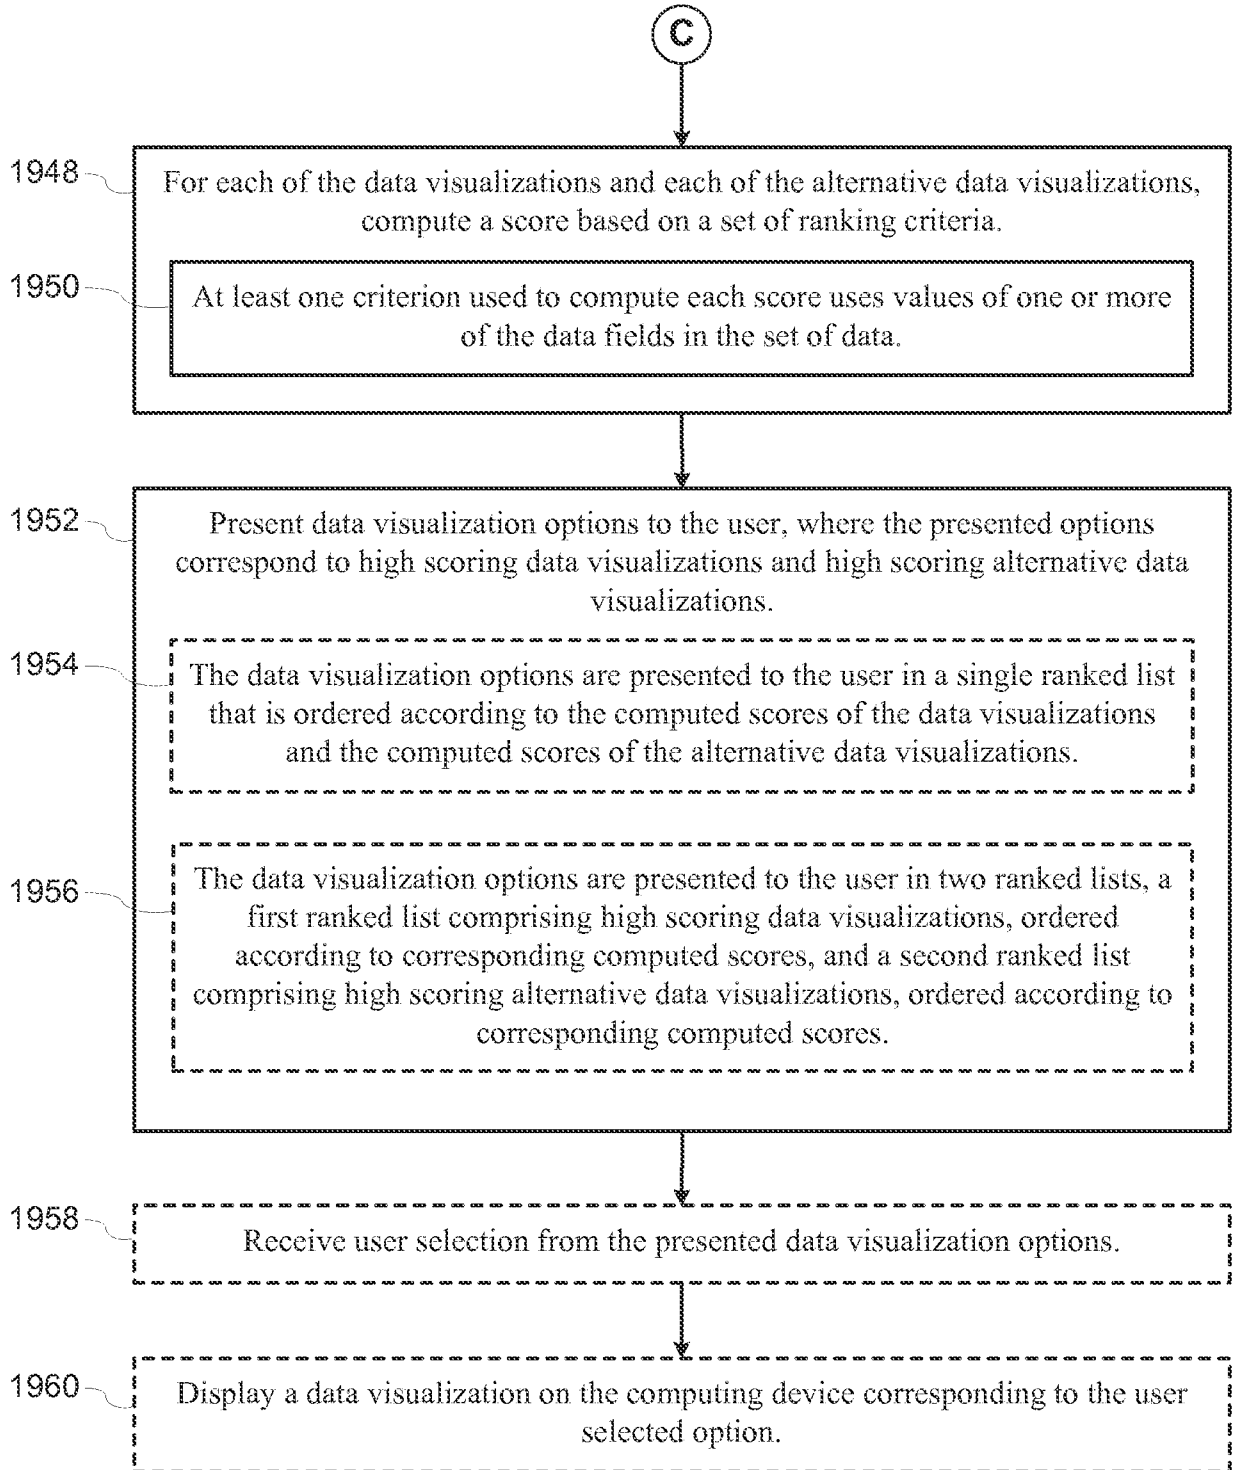 C
1948
For each of the data visualizations and each of the alternative data visualizations,
compute a score based on a set of ranking criteria.
1950
At least one criterion used to compute each score uses values of one or more
of the data fields in the set of data.
1952
Present data visualization options to the user, where the presented options
correspond to high scoring data visualizations and high scoring alternative data
visualizations.
1954
The data visualization options are presented to the user in a single ranked list
that is ordered according to the computed scores of the data visualizations
and the computed scores of the alternative data visualizations.
1956
The data visualization options are presented to the user in two ranked lists, a
first ranked list comprising high scoring data visualizations, ordered
according to corresponding computed scores, and a second ranked list
comprising high scoring alternative data visualizations, ordered according to
corresponding computed scores.
1958
Receive user selection from the presented data visualization options.
1960
Display a data visualization on the computing device corresponding to the user
selected option.